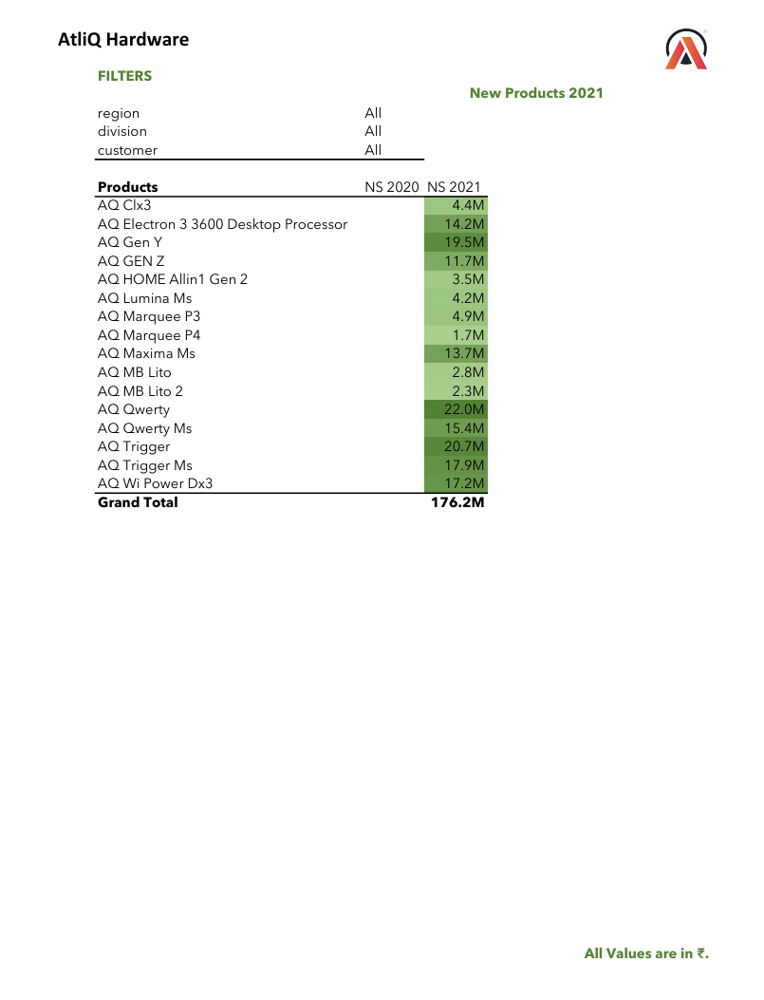 AtliQ Hardware
FILTERS
New Products 2021
region All
division All
customer All
Products NS 2020 NS 2021
AQ Clx3 4.4M
AQ Electron 3 3600 Desktop Processor 14.2M
AQ Gen Y 19.5M
AQ GEN Z 11.7M
AQ HOME Allin1 Gen 2 3.5M
AQ Lumina Ms 4.2M
AQ Marquee P3 4.9M
AQ Marquee P4 1.7M
AQ Maxima Ms 13.7M
AQ MB Lito 2.8M
AQ MB Lito 2 2.3M
AQ Qwerty 22.0M
AQ Qwerty Ms 15.4M
AQ Trigger 20.7M
AQ Trigger Ms 17.9M
AQ Wi Power Dx3 17.2M
Grand Total 176.2M
All Values are in ₹.